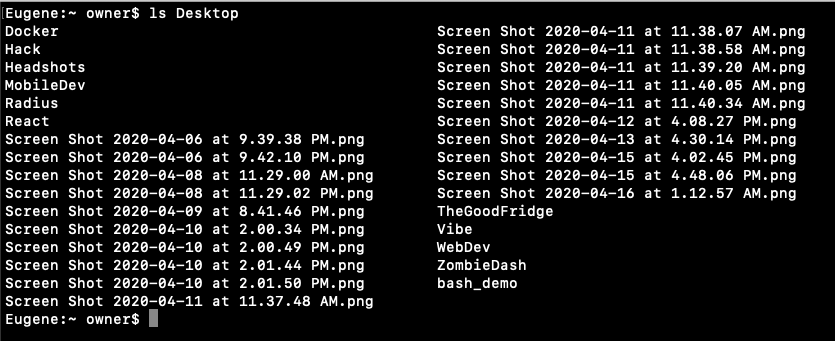 [Eugene:~ owner$ ls Desktop
Docker Screen Shot 2020-04-11 at 11.38.07 AM.png
Hack Screen Shot 2020-04-11 at 11.38.58 AM.png
Headshots Screen Shot 2020-04-11 at 11.39.20 AM.png
MobileDev Screen Shot 2020-04-11 at 11.40.05 AM.png
Radius Screen Shot 2020-04-11 at 11.40.34 AM.png
React Screen Shot 2020-04-12 at 4.08.27 PM.png
Screen Shot 2020-04-06 at 9.39.38 PM.png Screen Shot 2020-04-13 at 4.30.14 PM.png
Screen Shot 2020-04-06 at 9.42.10 PM.png Screen Shot 2020-04-15 at 4.02.45 PM.png
Screen Shot 2020-04-08 at 11.29.00 AM.png Screen Shot 2020-04-15 at 4.48.06 PM.png
Screen Shot 2020-04-08 at 11.29.02 PM.png Screen Shot 2020-04-16 at 1.12.57 AM.png
Screen Shot 2020-04-09 at 8.41.46 PM.png TheGoodFridge
Screen Shot 2020-04-10 at 2.00.34 PM.png Vibe
Screen Shot 2020-04-10 at 2.00.49 PM.png WebDev
Screen Shot 2020-04-10 at 2.01.44 PM.png ZombieDash
Screen Shot 2020-04-10 at 2.01.50 PM.png bash_demo
Screen Shot 2020-04-11 at 11.37.48 AM.png
Eugene:~ owner$